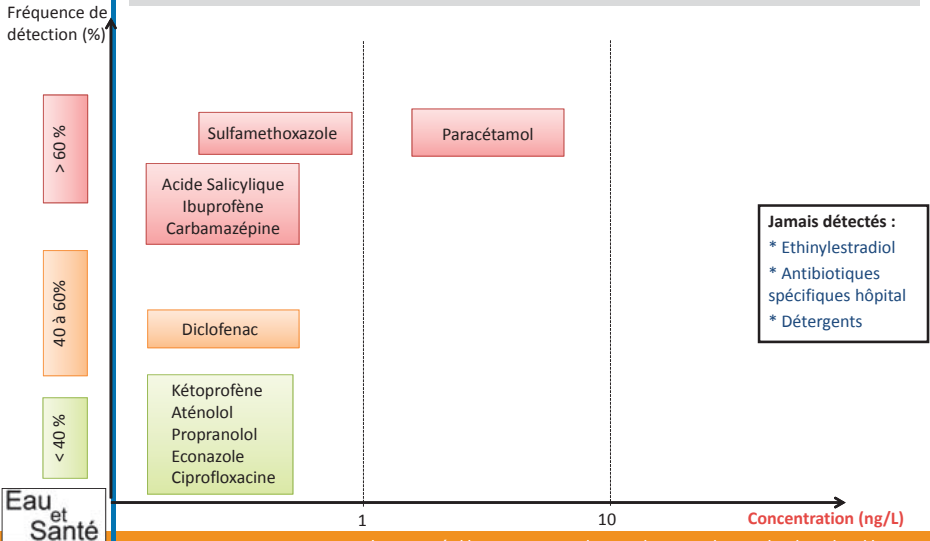 Fréquence de
détection (%)
> 60 %
Sulfamethoxazole
Paracétamol
Acide Salicylique
Ibuprofène
Carbamazépine
Jamais détectés :
* Ethinylestradiol
* Antibiotiques
spécifiques hôpital
* Détergents
40 à 60%
Diclofenac
< 40 %
Kétoprofène
Aténolol
Propranolol
Econazole
Ciprofloxacine
1
10
Concentration (ng/L)
Eau
et
Santé